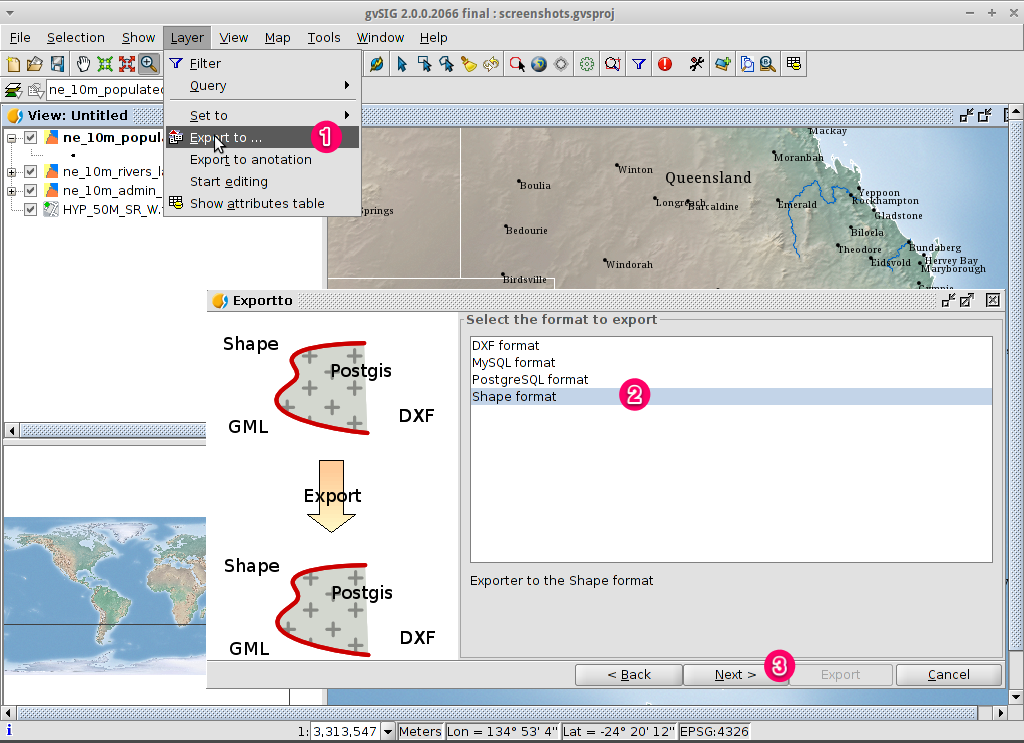 gvSIG 2.0.0.2066 final : screenshots.gvsproj
File Selection Show Layer View Map Tools Window Help
ne_10m_populated
Filter
Query
Set to
Export to ...
1
Export to anotation
Start editing
Show attributes table
View: Untitled
ne_10m_popula
ne_10m_rivers_la
ne_10m_admin_
HYP_50M_SR_W.
Mackay
Moranbah
Winton
Queensland
Boulia
Yeppoon
Longreach
Barcaldine
Emerald
Rockhampton
Springs
Gladstone
Bedourie
Biloela
Theodore
Bundaberg
Windorah
Eidsvold
Hervey Bay
Maryborough
Birdsville
Gympie
Exportto
Select the format to export
DXF format
MySQL format
PostgreSQL format
Shape format
2
Shape
Postgis
DXF
GML
Export
Shape
Postgis
DXF
GML
Exporter to the Shape format
< Back
Next >
3
Export
Cancel
1: 3,313,547 Meters Lon = 134° 53' 4" Lat = -24° 20' 12" EPSG:4326